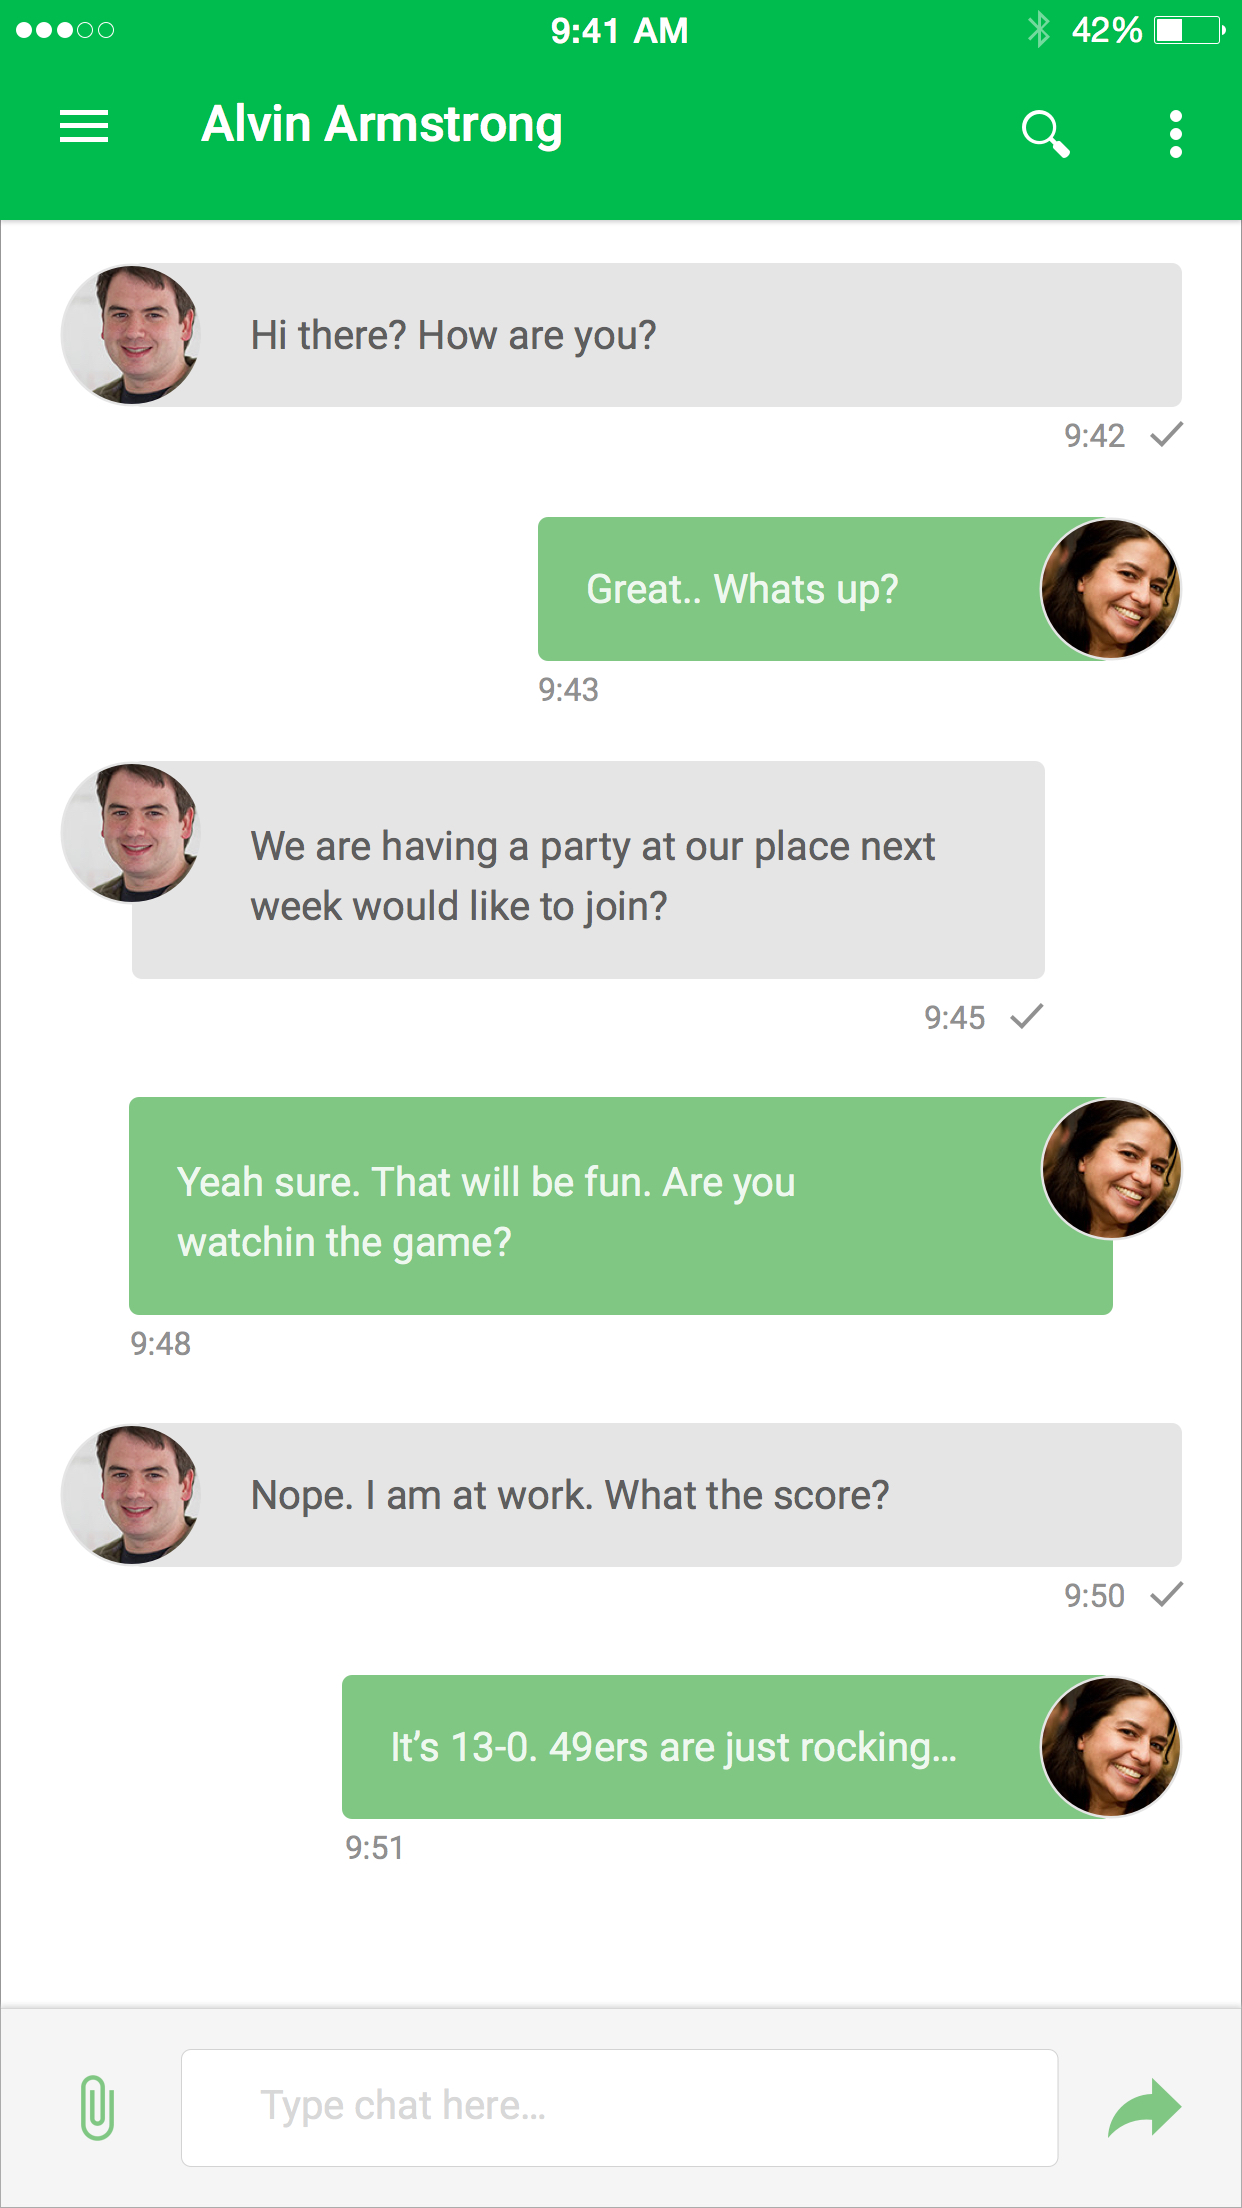 9:41 AM
42%
Alvin Armstrong
Hi there? How are you?
9:42
Great.. Whats up?
9:43
We are having a party at our place next
week would like to join?
9:45
Yeah sure. That will be fun. Are you
watchin the game?
9:48
Nope. I am at work. What the score?
9:50
It’s 13-0. 49ers are just rocking...
9:51
Type chat here...